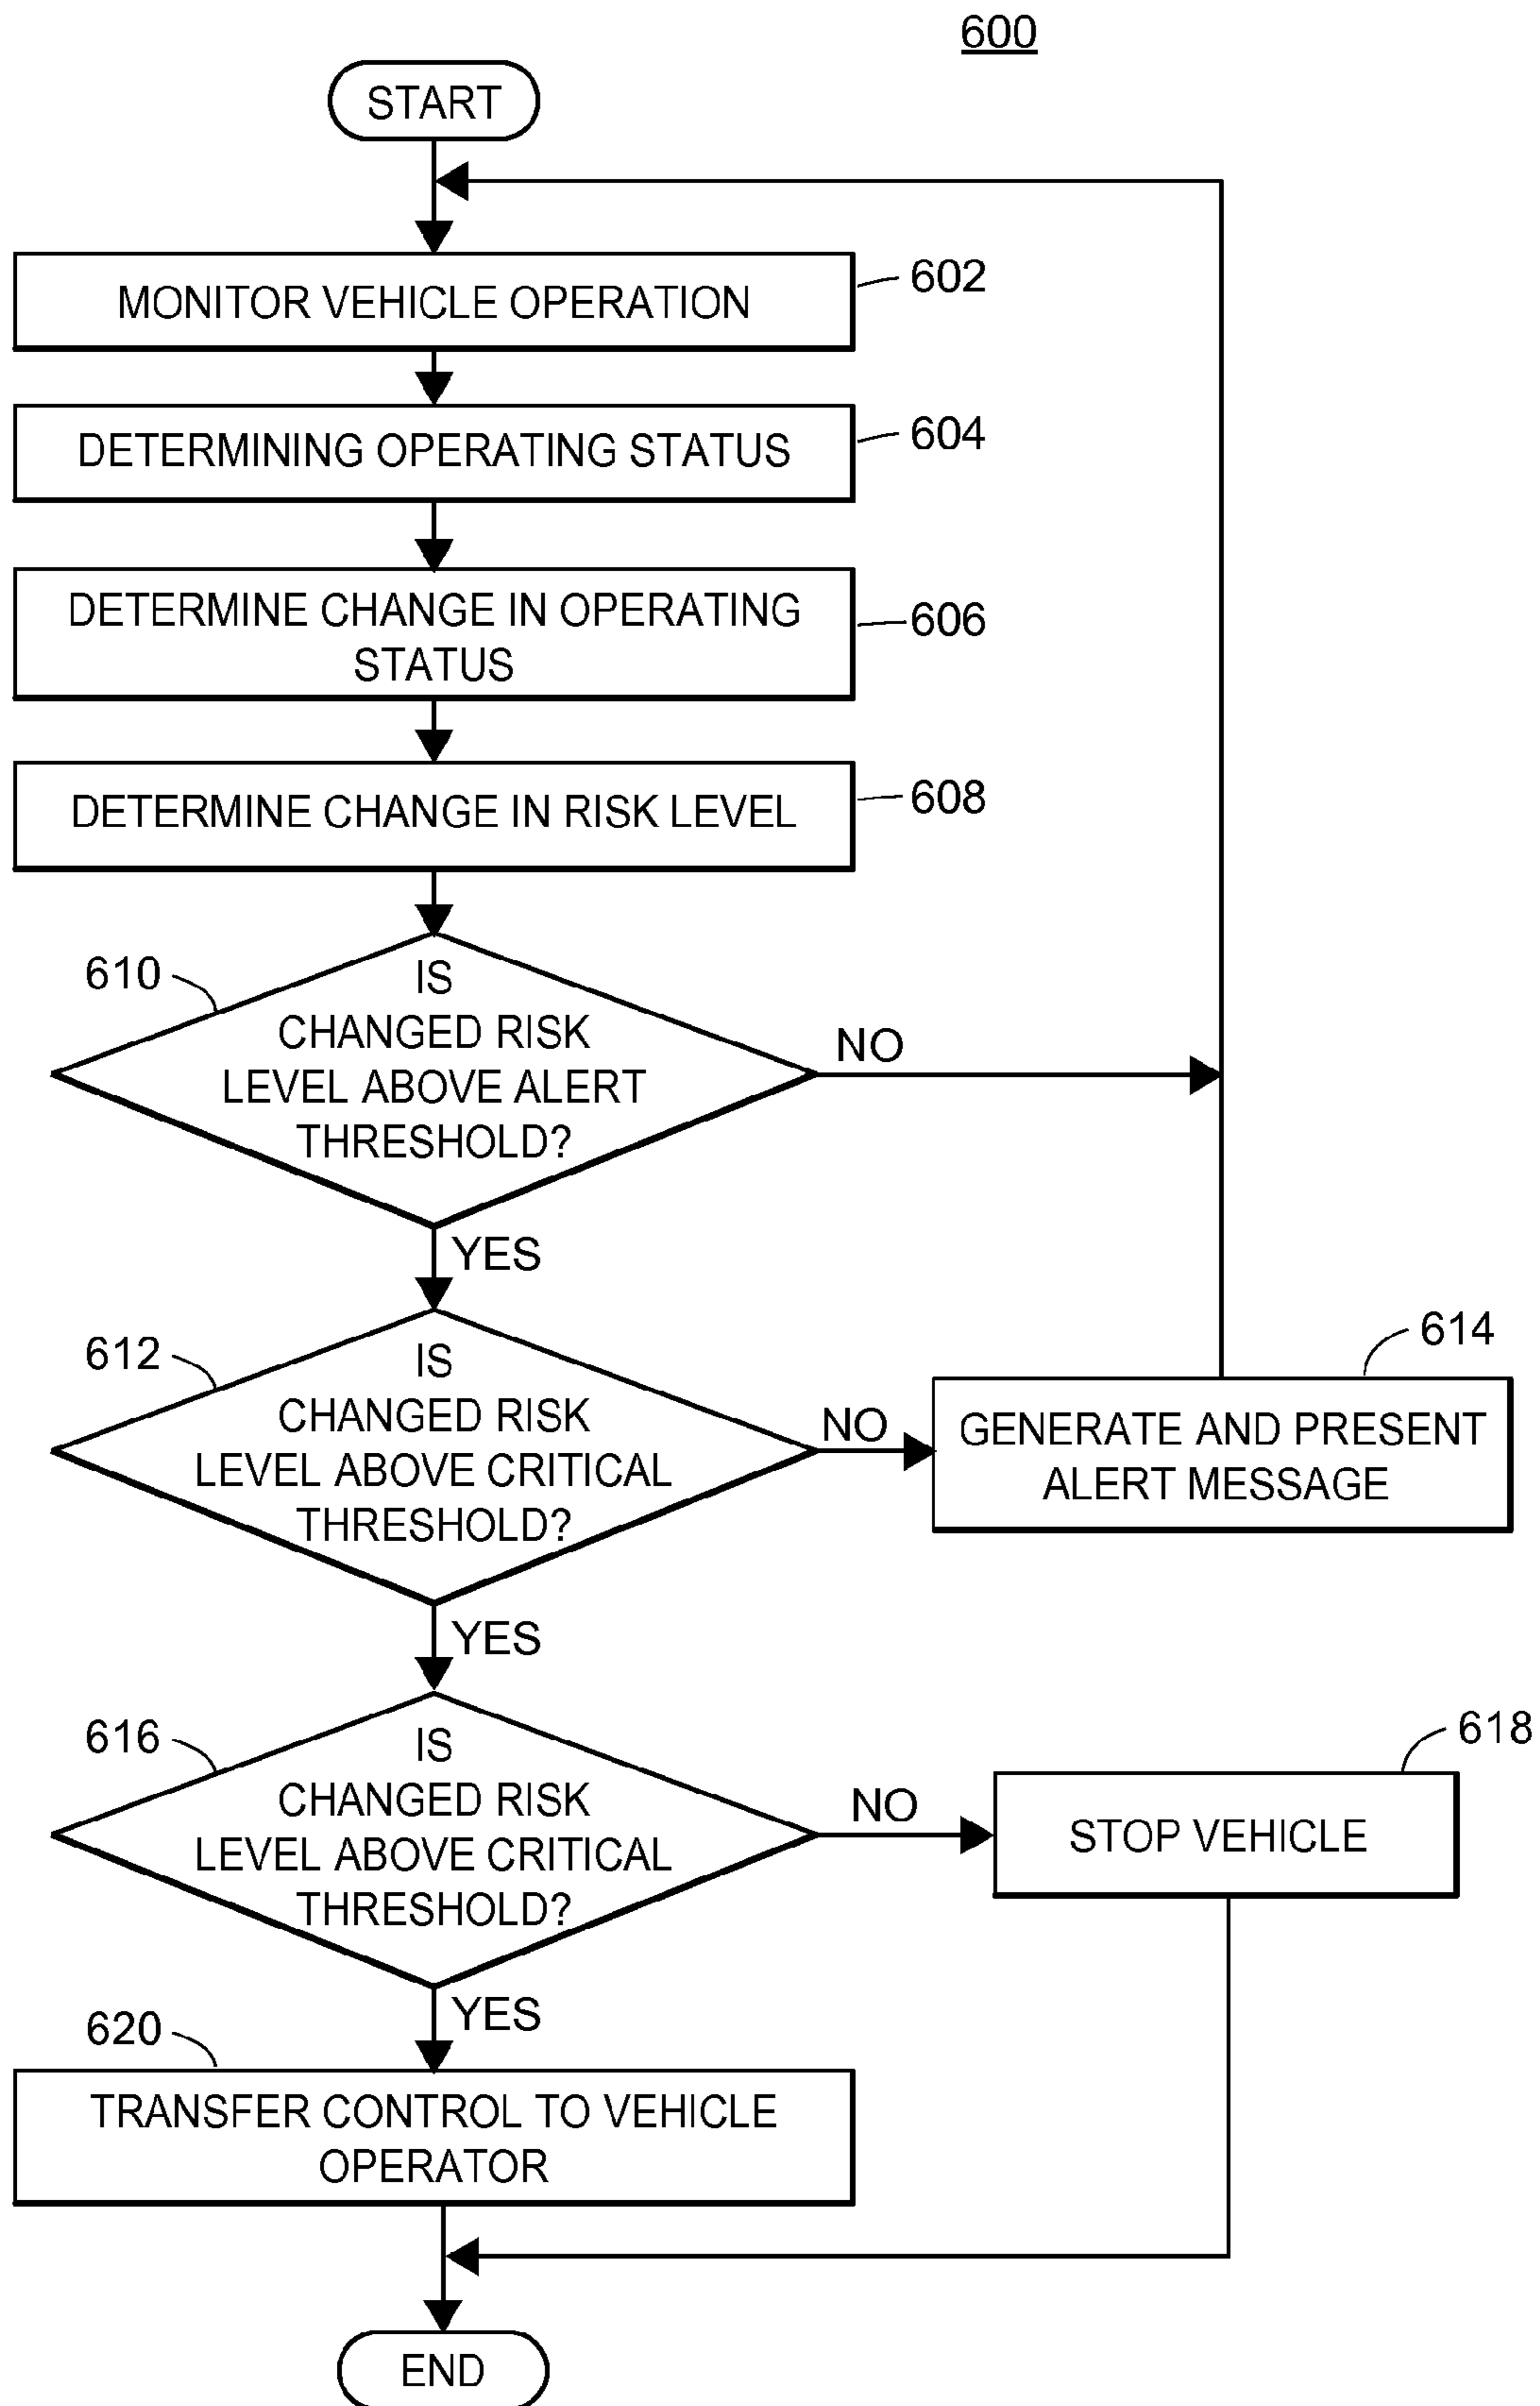 600
START
MONITOR VEHICLE OPERATION
602
DETERMINING OPERATING STATUS
604
DETERMINE CHANGE IN OPERATING
STATUS
606
DETERMINE CHANGE IN RISK LEVEL
608
610
IS
CHANGED RISK
LEVEL ABOVE ALERT
THRESHOLD?
NO
YES
612
IS
CHANGED RISK
LEVEL ABOVE CRITICAL
THRESHOLD?
NO
614
GENERATE AND PRESENT
ALERT MESSAGE
YES
616
IS
CHANGED RISK
LEVEL ABOVE CRITICAL
THRESHOLD?
NO
618
STOP VEHICLE
YES
620
TRANSFER CONTROL TO VEHICLE
OPERATOR
END